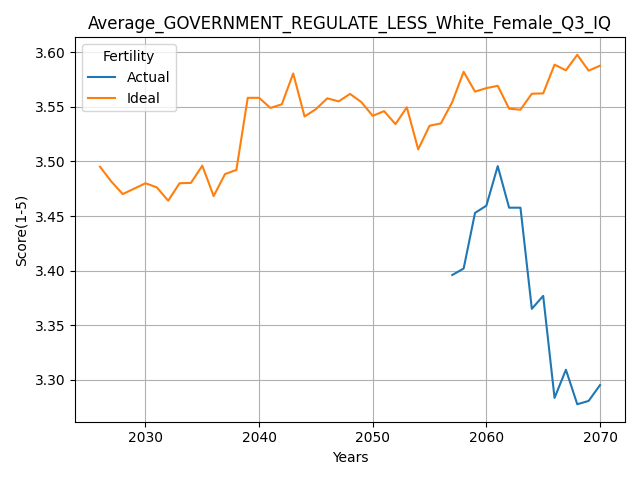 Average_GOVERNMENT_REGULATE_LESS_White_Female_Q3_IQ
Fertility
Actual
Ideal
Score(1-5)
3.60
3.55
3.50
3.45
3.40
3.35
3.30
2030 2040 2050 2060 2070
Years